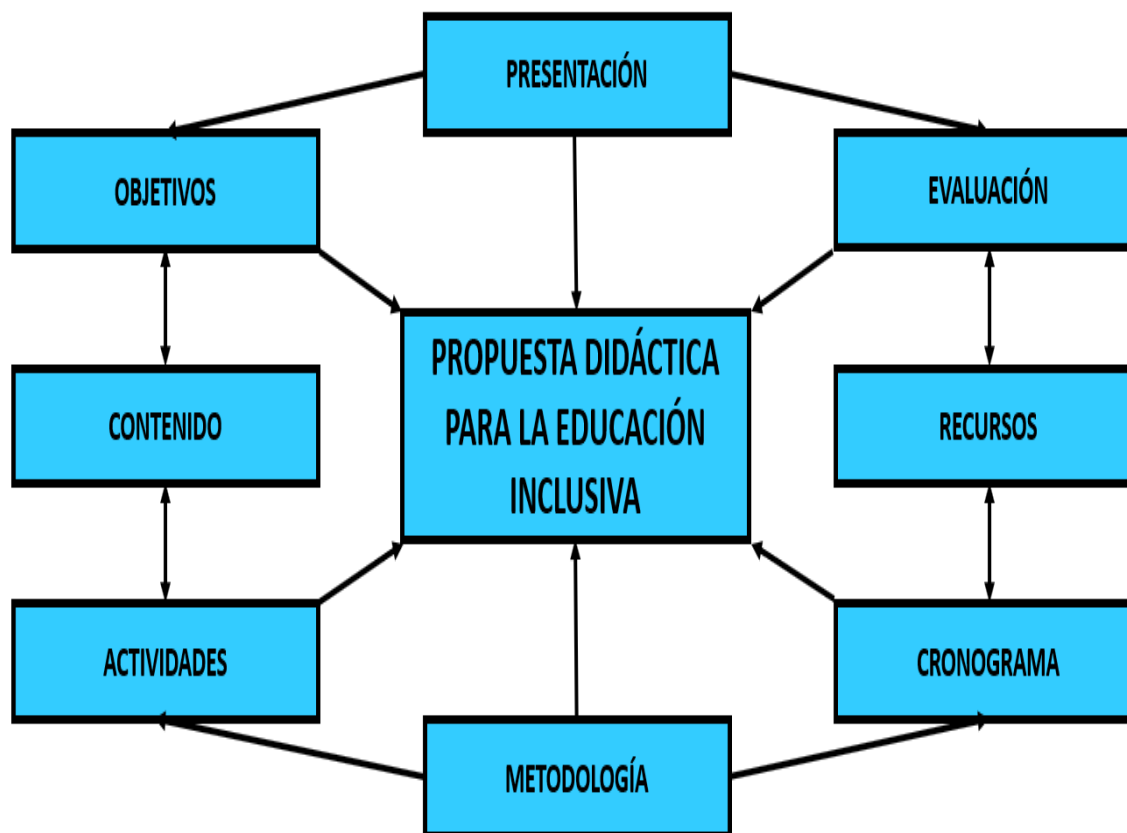 PRESENTACIÓN
OBJETIVOS
EVALUACIÓN
PROPUESTA DIDÁCTICA
PARA LA EDUCACIÓN
INCLUSIVA
CONTENIDO
RECURSOS
ACTIVIDADES
CRONOGRAMA
METODOLOGÍA